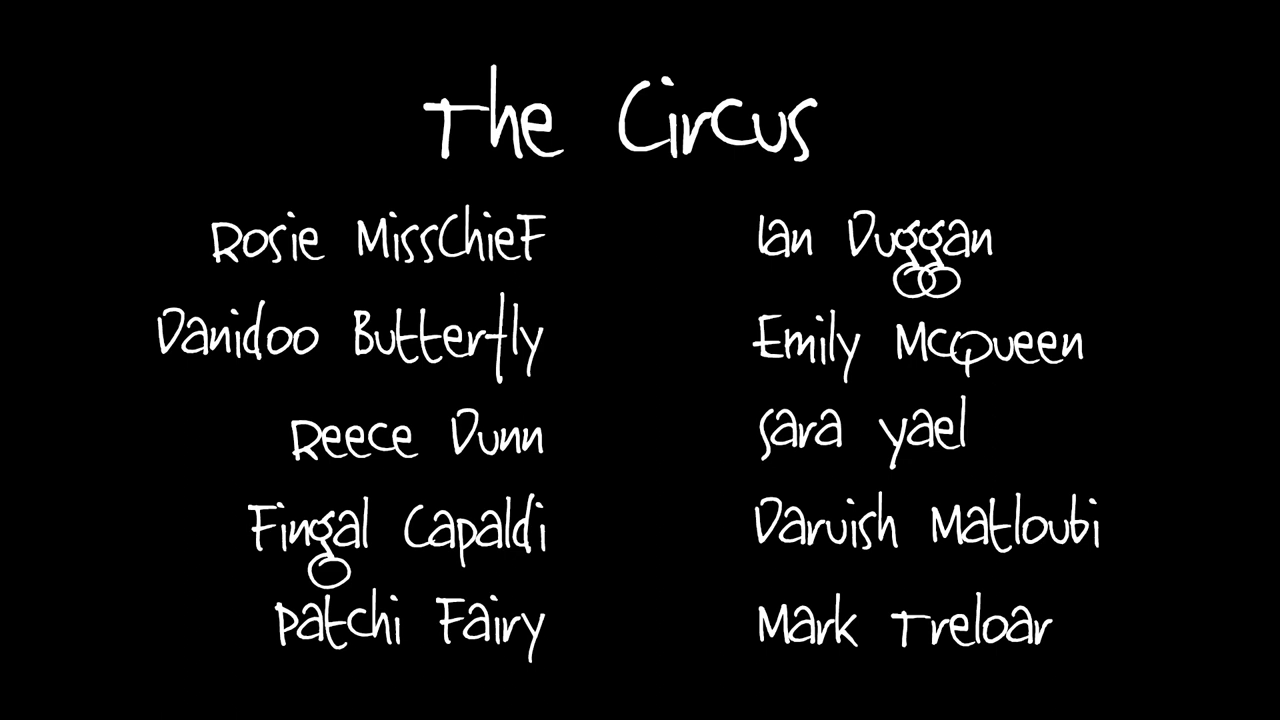 The Circus
Rosie MissChief
Ian Duggan
Danidoo Butterfly
Emily McQueen
Reece Dunn
Sara Yael
Fingal Capaldi
Darvish Matloubi
Patchi Fairy
Mark Treloar